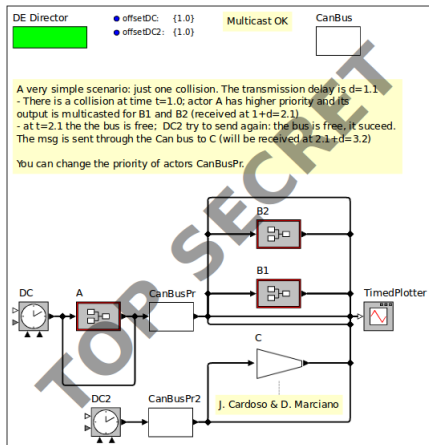 DE Director
offsetDC: {1.0}
offsetDC2: {1.0}
Multicast OK
CanBus
A very simple scenario: just one collision. The transmission delay is d=1.1
- There is a collision at time t=1.0; actor A has higher priority and its
output is multicasted for B1 and B2 (received at 1+d=2.1)
- at t=2.1 the the bus is free; DC2 try to send again: the bus is free, it suceed.
The msg is sent through the Can bus to C (will be received at 2.1+d=3.2)
You can change the priority of actors CanBusPr.
TOP SECRET
B2
B1
DC
A
CanBusPr
TimedPlotter
C
DC2
CanBusPr2
J. Cardoso & D. Marciano